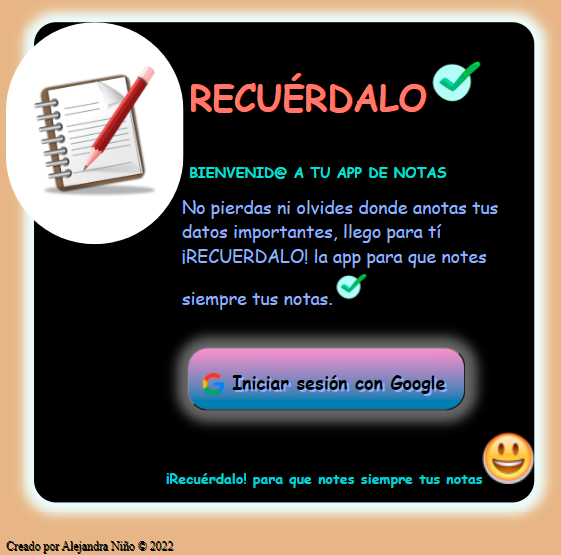 RECUÉRDALO
BIENVENID@ A TU APP DE NOTAS
No pierdas ni olvides donde anotas tus
datos importantes, llego para tí
¡RECUERDALO! la app para que notes
siempre tus notas.
Iniciar sesión con Google
¡Recuérdalo! para que notes siempre tus notas
Creado por Alejandra Niño © 2022